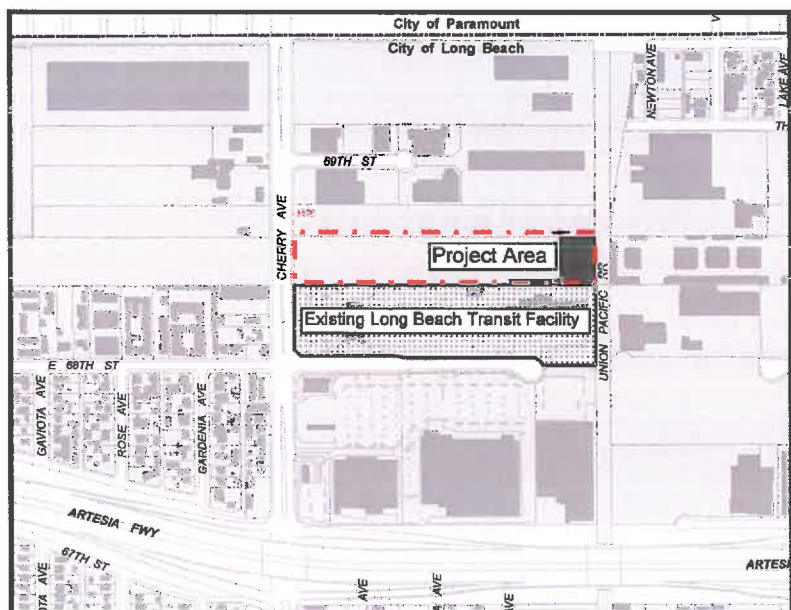 City of Paramount
City of Long Beach
NEWTON AVE
LAKE AVE
TH
69TH ST
CHERRY AVE
Project Area
UNION PACIFIC RR
Existing Long Beach Transit Facility
E 68TH ST
GAVIOTA AVE
ROSE AVE
GARDENIA AVE
ARTESIA FWY
67TH ST
ARTESI
OTA AVE
AVE
AVE